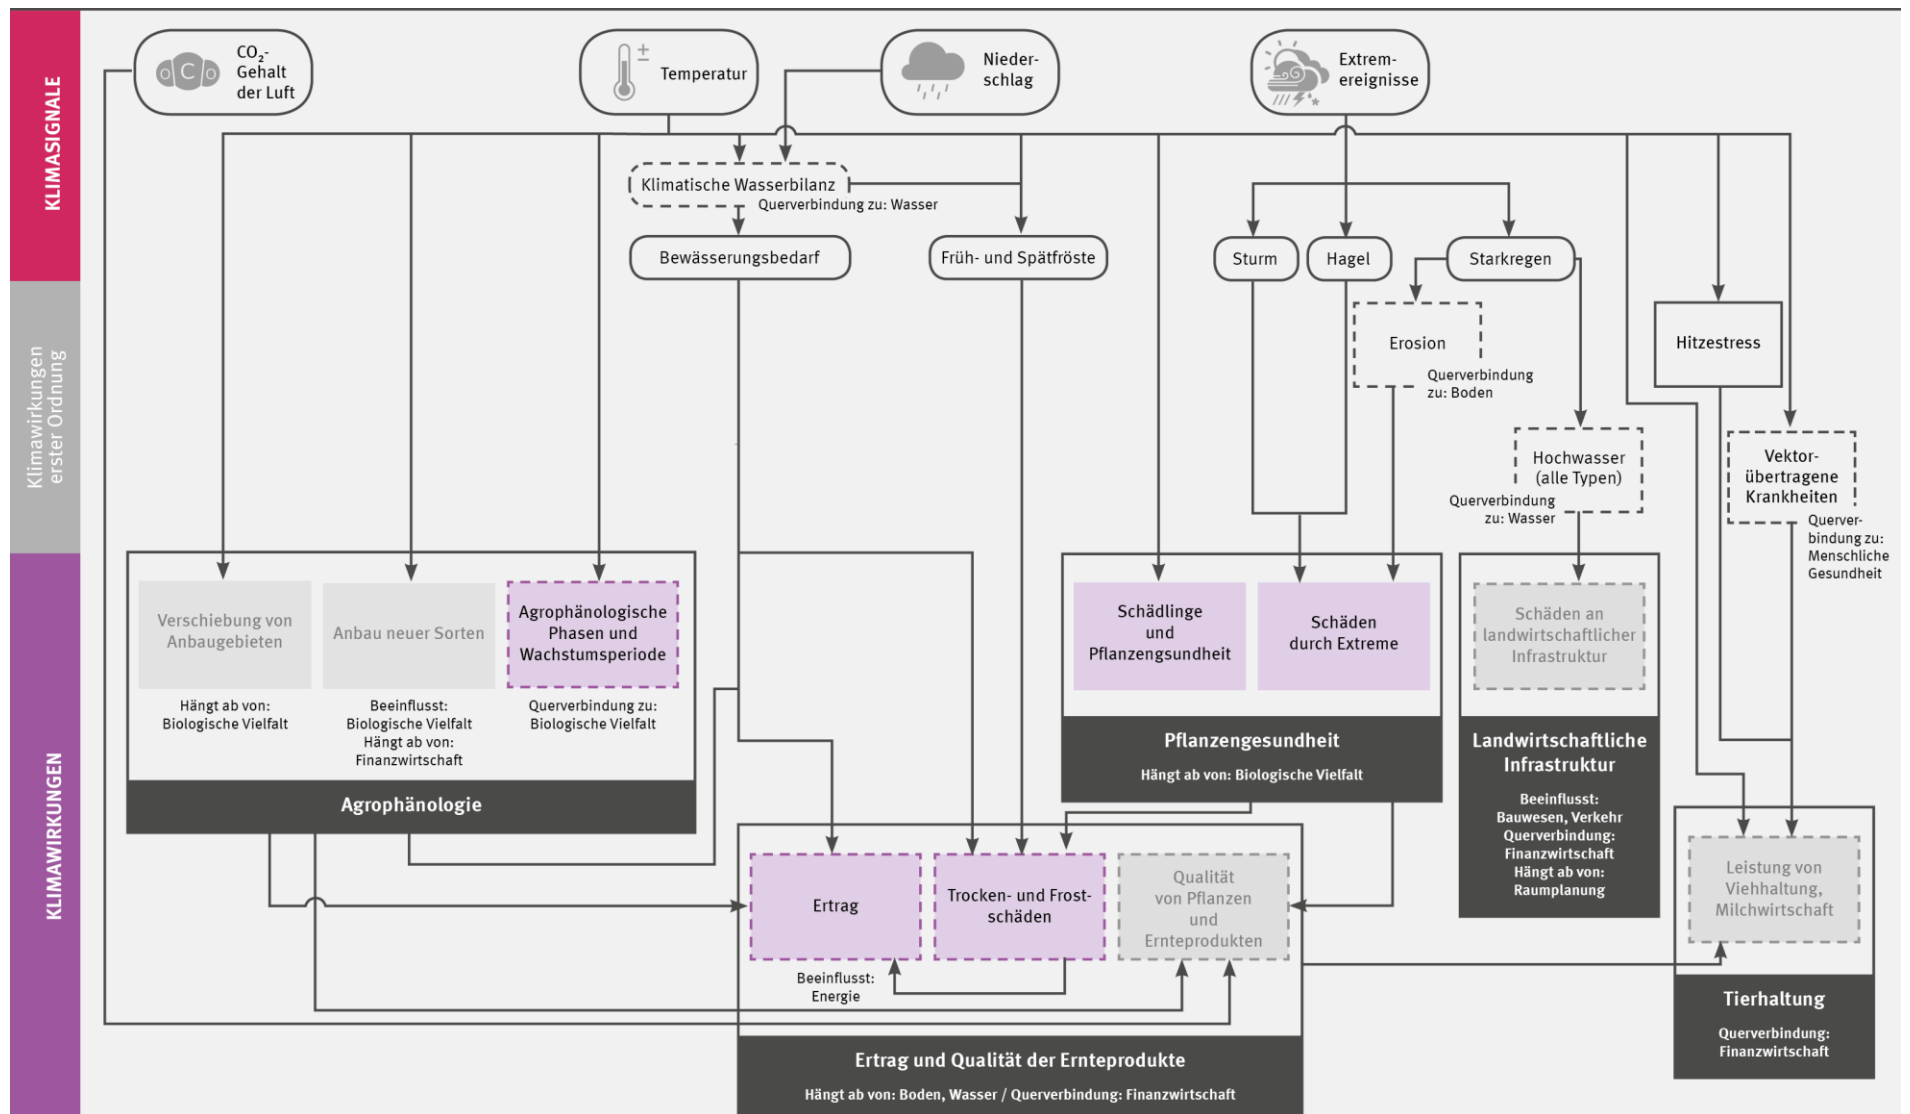 KLIMASIGNALE
CO₂-
Gehalt
der Luft
O C O
±
Temperatur
Nieder-
schlag
Extrem-
ereignisse
Klimatische Wasserbilanz
Querverbindung zu: Wasser
Bewässerungsbedarf
Früh- und Spätfröste
Sturm
Hagel
Starkregen
Klimawirkungen
erster Ordnung
Erosion
Querverbindung
zu: Boden
Hitzestress
Hochwasser
(alle Typen)
Querverbindung
zu: Wasser
Vektor-
übertragene
Krankheiten
Querver-
bindung zu:
Menschliche
Gesundheit
KLIMAWIRKUNGEN
Verschiebung von
Anbaugebieten
Hängt ab von:
Biologische Vielfalt
Anbau neuer Sorten
Beeinflusst:
Biologische Vielfalt
Hängt ab von:
Finanzwirtschaft
Agrophänologische
Phasen und
Wachstumsperiode
Querverbindung zu:
Biologische Vielfalt
Agrophänologie
Schädlinge
und
Pflanzengsundheit
Schäden
durch Extreme
Pflanzengesundheit
Hängt ab von: Biologische Vielfalt
Schäden an
landwirtschaftlicher
Infrastruktur
Landwirtschaftliche
Infrastruktur
Beeinflusst:
Bauwesen, Verkehr
Querverbindung:
Finanzwirtschaft
Hängt ab von:
Raumplanung
Ertrag
Trocken- und Frost-
schäden
Qualität
von Pflanzen
und
Ernteprodukten
Beeinflusst:
Energie
Ertrag und Qualität der Ernteprodukte
Hängt ab von: Boden, Wasser / Querverbindung: Finanzwirtschaft
Leistung von
Viehhaltung,
Milchwirtschaft
Tierhaltung
Querverbindung:
Finanzwirtschaft